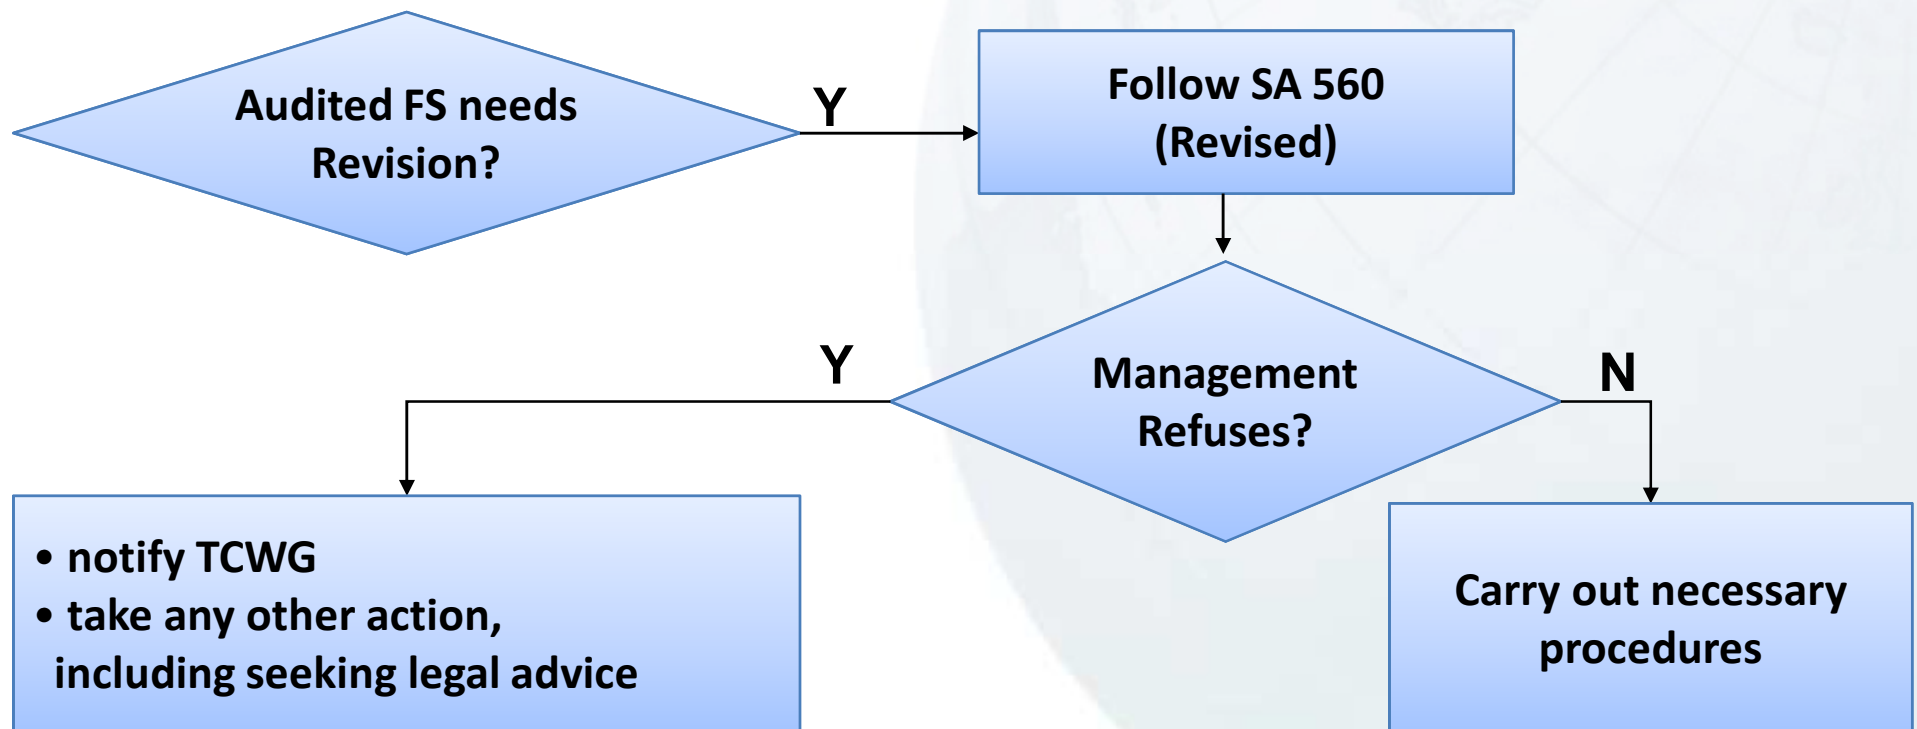 Audited FS needs
Revision?
Y
Follow SA 560
(Revised)
Y
Management
Refuses?
N
• notify TCWG
• take any other action,
including seeking legal advice
Carry out necessary
procedures